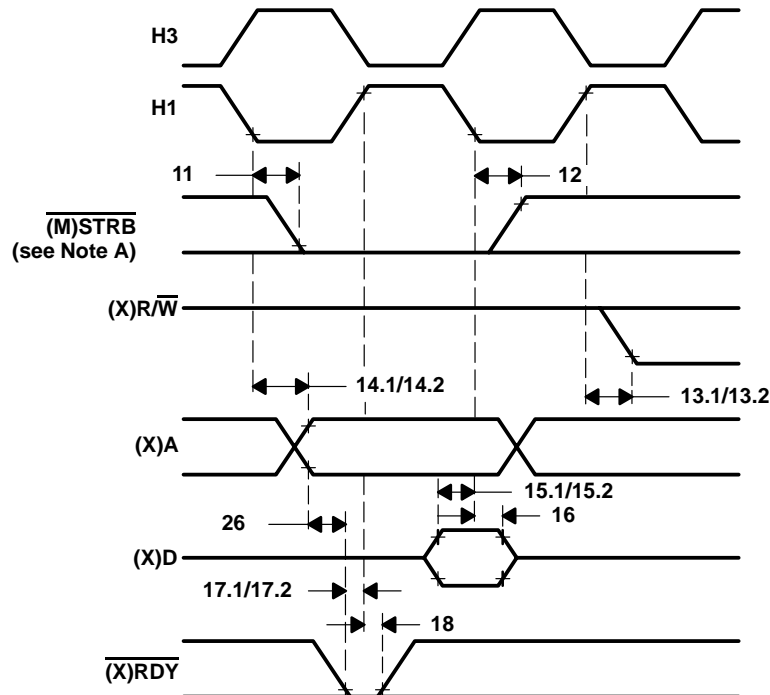 H3
H1
11
12
(M)STRB
(see Note A)
(X)R/W
14.1/14.2
13.1/13.2
(X)A
15.1/15.2
26
16
(X)D
17.1/17.2
18
(X)RDY